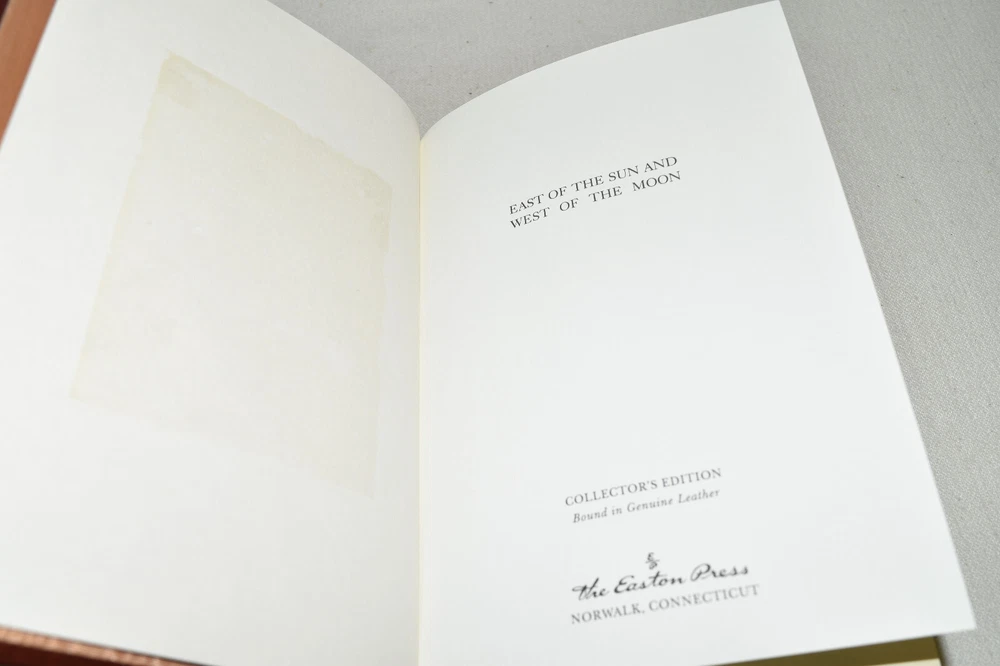 EAST OF THE SUN AND
WEST OF THE MOON
COLLECTOR'S EDITION
Bound in Genuine Leather
the Easton Press
NORWALK, CONNECTICUT